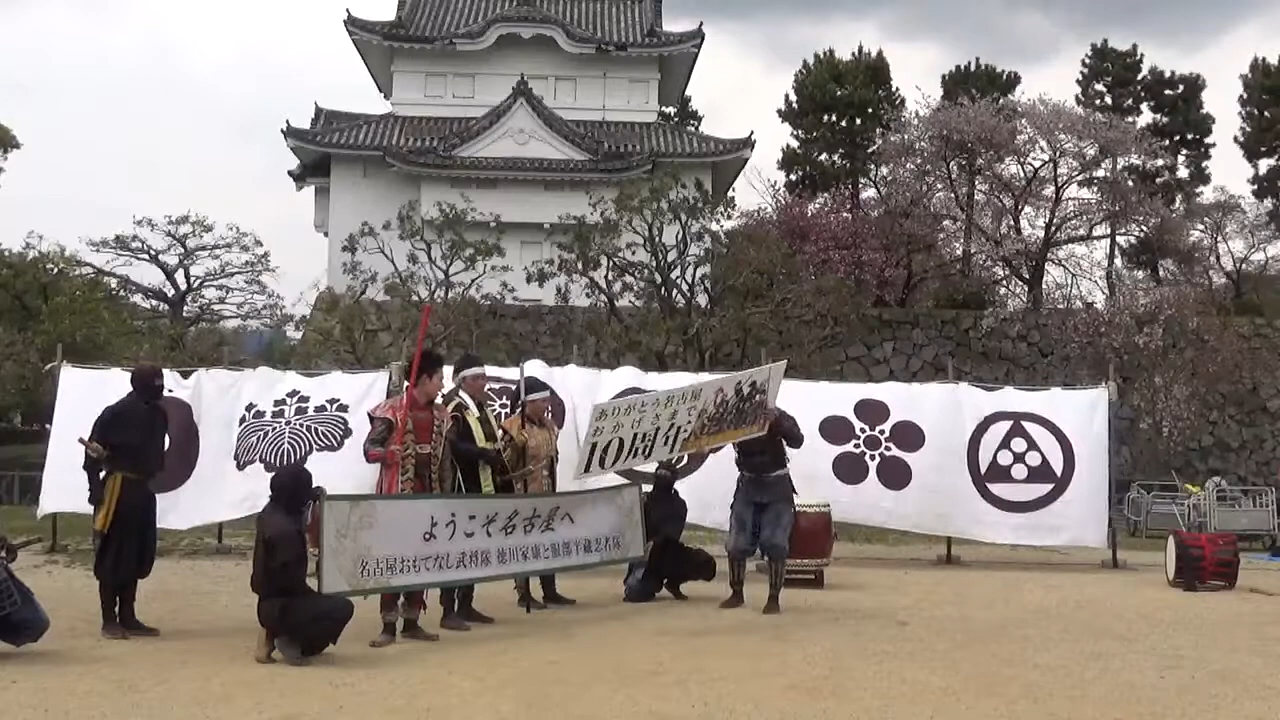 ありがとう名古屋
おかげさまで
10周年
ようこそ名古屋へ
名古屋おもてなし武将隊 徳川家康と服部半蔵忍者隊